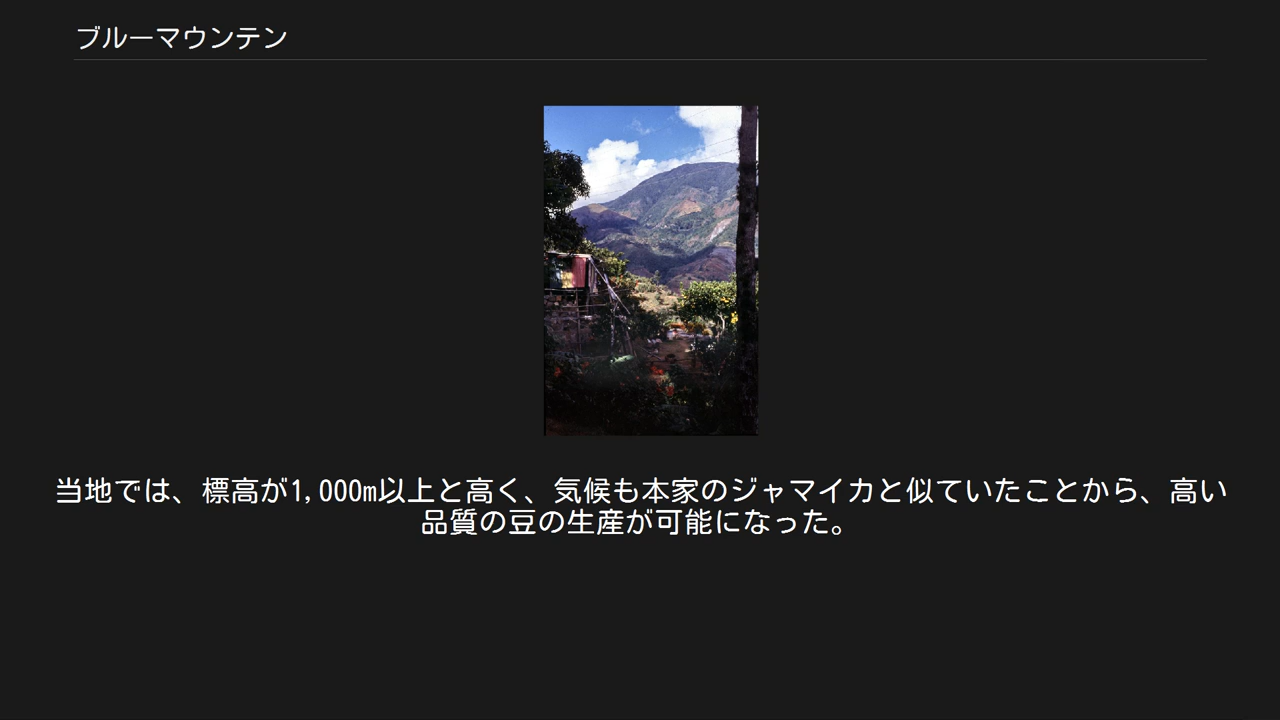 ブルーマウンテン
当地では、標高が1,000m以上と高く、気候も本家のジャマイカと似ていたことから、高い
品質の豆の生産が可能になった。